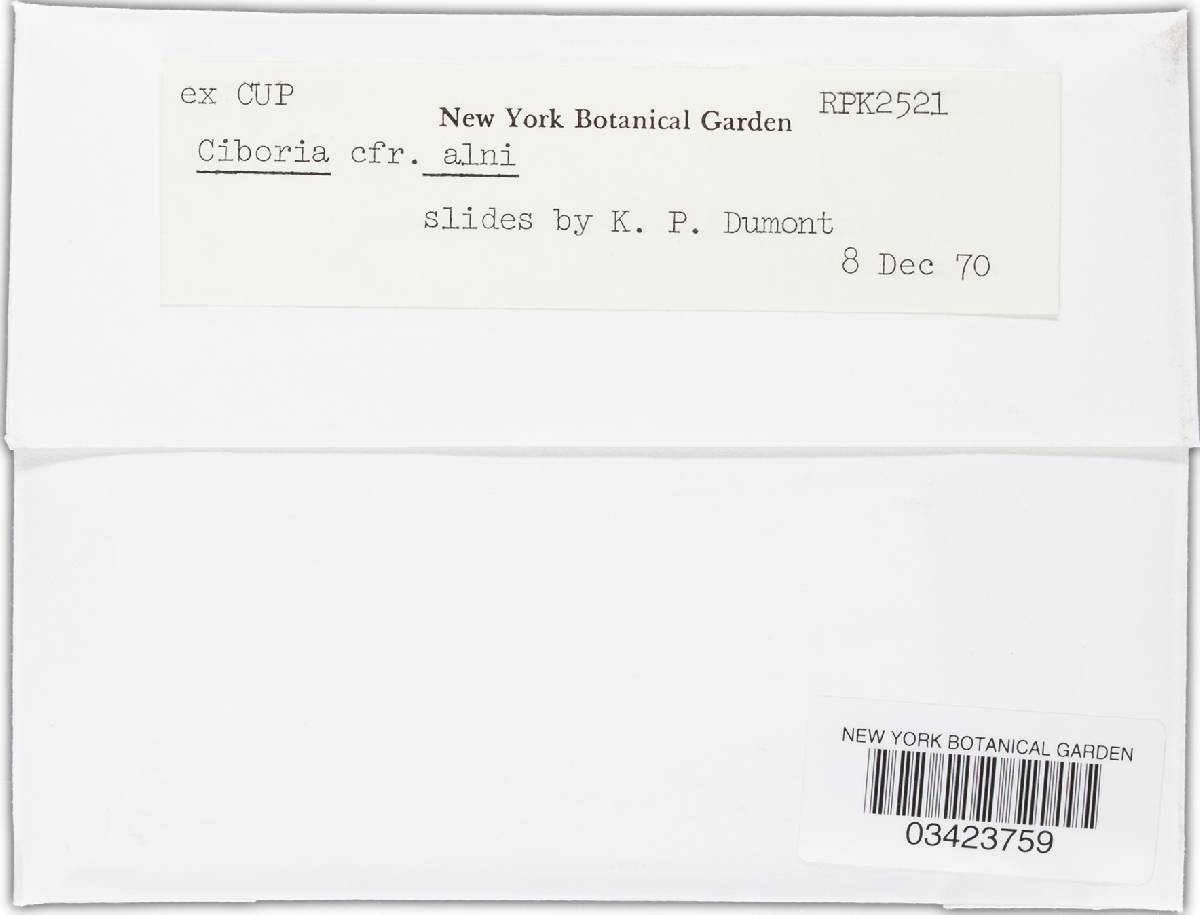 ex CUP
New York Botanical Garden RPK2521
Ciboria cfr. alni
slides by K. P. Dumont
8 Dec 70
NEW YORK BOTANICAL GARDEN
03423759